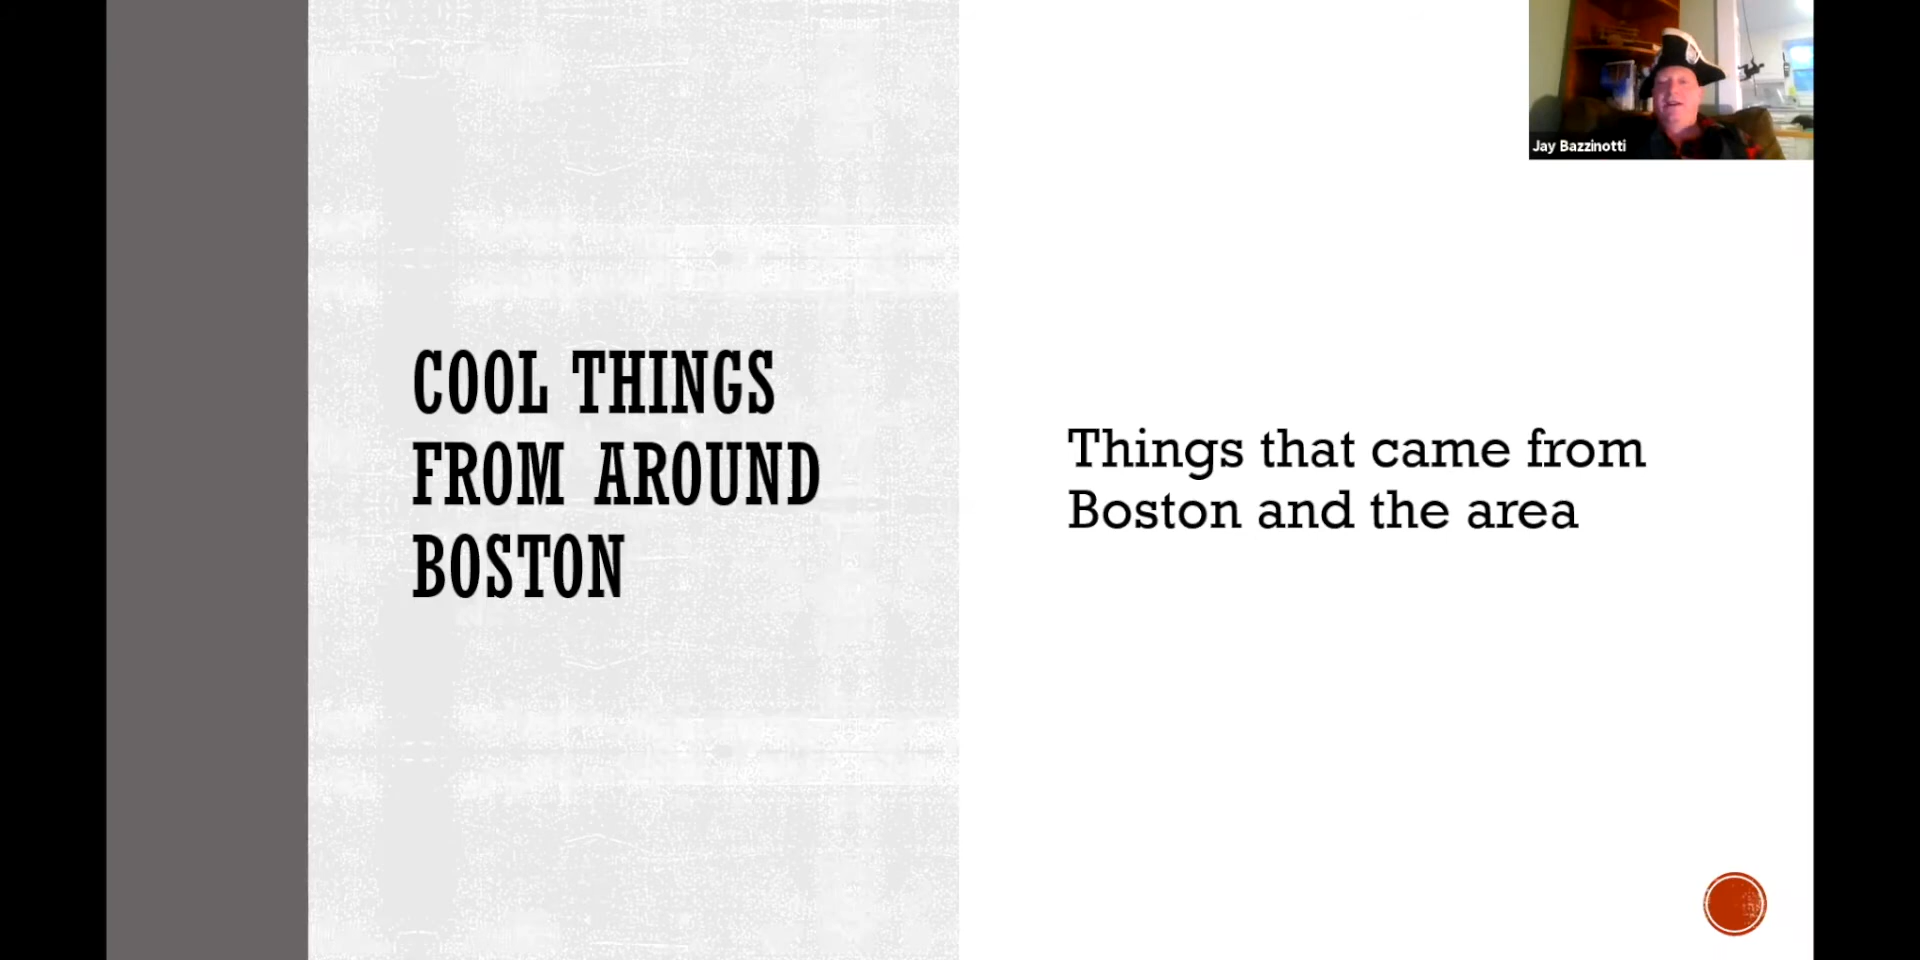 COOL THINGS
FROM AROUND
BOSTON
Things that came from
Boston and the area
Jay Bazzinotti